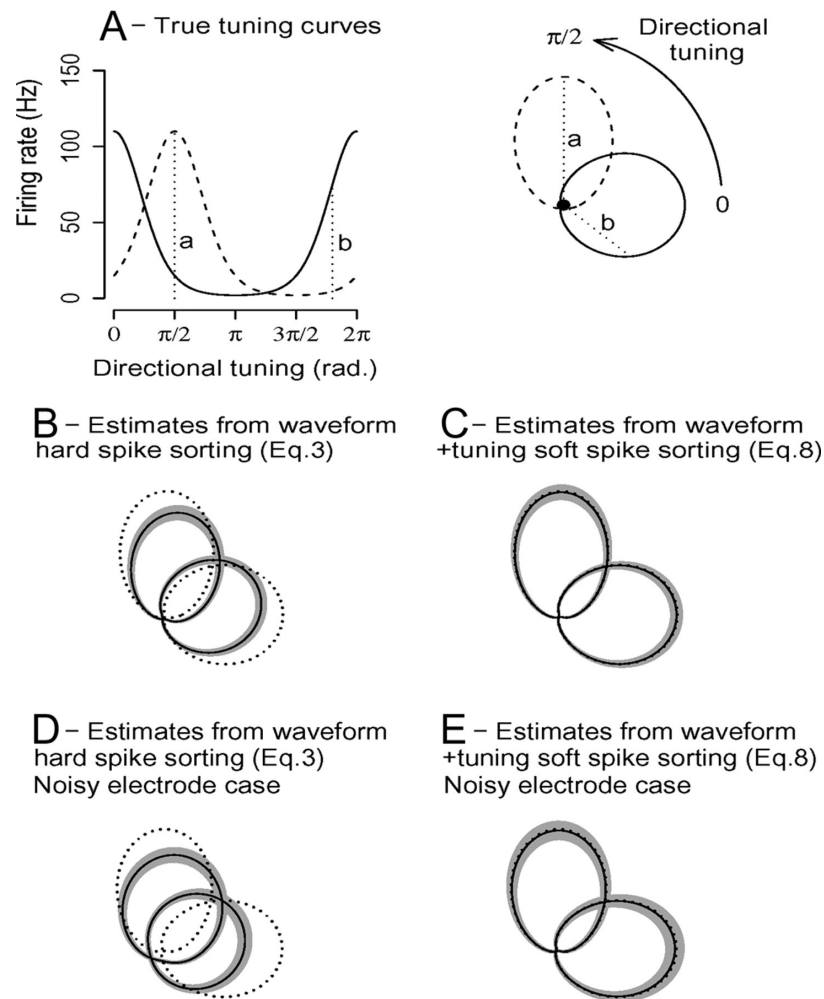 A – True tuning curves
Firing rate (Hz)
150
100
50
0
a
b
0
π/2
π
3π/2
2π
Directional tuning (rad.)
π/2
Directional
tuning
a
b
0
B – Estimates from waveform
hard spike sorting (Eq.3)
C – Estimates from waveform
+tuning soft spike sorting (Eq.8)
D – Estimates from waveform
hard spike sorting (Eq.3)
Noisy electrode case
E – Estimates from waveform
+tuning soft spike sorting (Eq.8)
Noisy electrode case